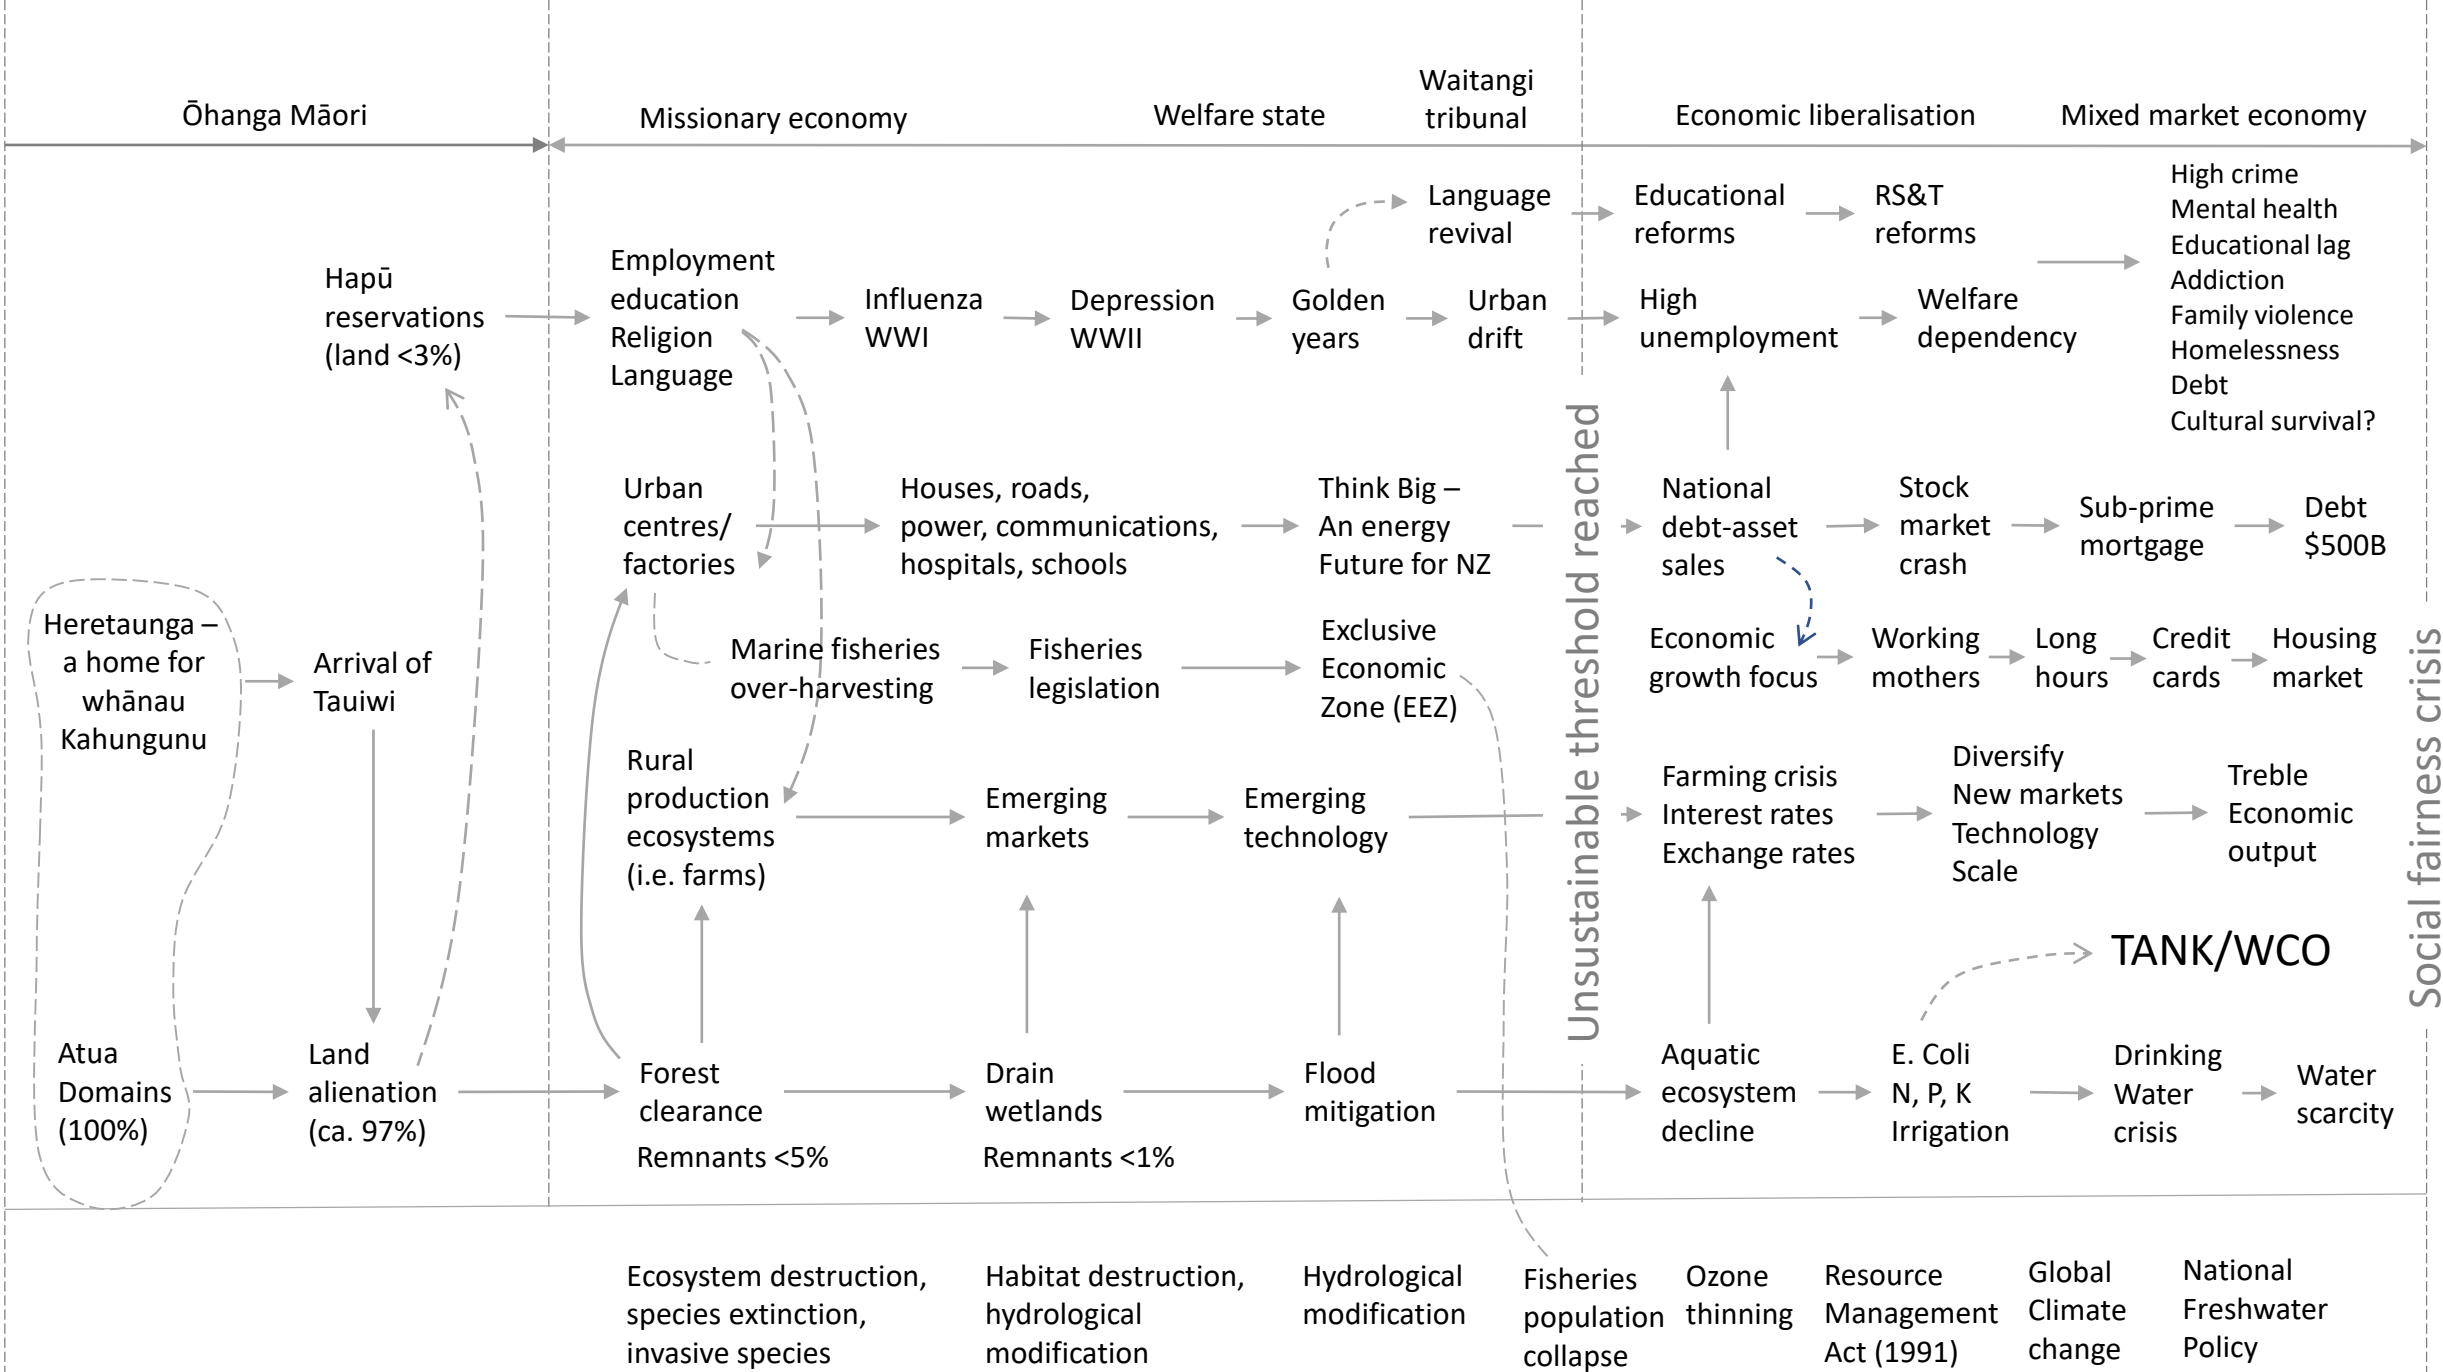 Ōhanga Māori
Missionary economy
Welfare state
Waitangi
tribunal
Economic liberalisation
Mixed market economy
Hapū
reservations
(land <3%)
Employment
education
Religion
Language
Influenza
WWI
Depression
WWII
Golden
years
Language
revival
Urban
drift
Educational
reforms
RS&T
reforms
High
unemployment
Welfare
dependency
High crime
Mental health
Educational lag
Addiction
Family violence
Homelessness
Debt
Cultural survival?
Urban
centres/
factories
Houses, roads,
power, communications,
hospitals, schools
Think Big –
An energy
Future for NZ
National
debt-asset
sales
Stock
market
crash
Sub-prime
mortgage
Debt
$500B
Heretaunga –
a home for
whānau
Kahungunu
Arrival of
Tauiwi
Marine fisheries
over-harvesting
Fisheries
legislation
Exclusive
Economic
Zone (EEZ)
Economic
growth focus
Working
mothers
Long
hours
Credit
cards
Housing
market
Rural
production
ecosystems
(i.e. farms)
Emerging
markets
Emerging
technology
Unsustainable threshold reached
Farming crisis
Interest rates
Exchange rates
Diversify
New markets
Technology
Scale
Treble
Economic
output
Social fairness crisis
TANK/WCO
Atua
Domains
(100%)
Land
alienation
(ca. 97%)
Forest
clearance
Remnants <5%
Drain
wetlands
Remnants <1%
Flood
mitigation
Aquatic
ecosystem
decline
E. Coli
N, P, K
Irrigation
Drinking
Water
crisis
Water
scarcity
Ecosystem destruction,
species extinction,
invasive species
Habitat destruction,
hydrological
modification
Hydrological
modification
Fisheries
population
collapse
Ozone
thinning
Resource
Management
Act (1991)
Global
Climate
change
National
Freshwater
Policy